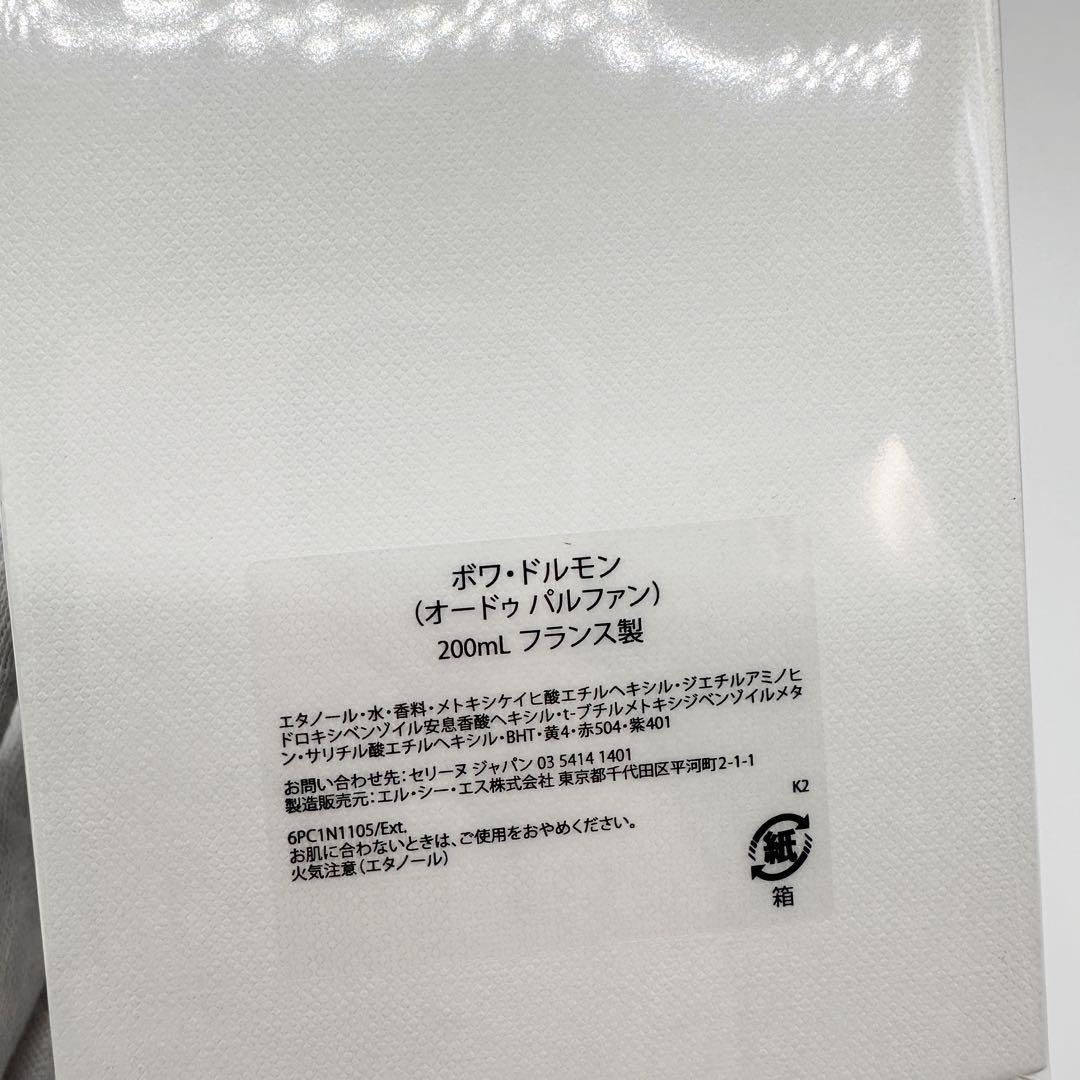 ボワ・ドルモン
（オードゥ パルファン）
200mL フランス製
エタノール・水・香料・メトキシケイヒ酸エチルヘキシル・ジエチルアミノヒ
ドロキシベンゾイル安息香酸ヘキシル・t-ブチルメトキシジベンゾイルメタ
ン・サリチル酸エチルヘキシル・BHT・黄4・赤504・紫401
お問い合わせ先：セリーヌ ジャパン 03 5414 1401
製造販売元：エル・シー・エス株式会社 東京都千代田区平河町2-1-1
K2
6PC1N1105/Ext.
お肌に合わないときは、ご使用をおやめください。
火気注意（エタノール）
紙
箱